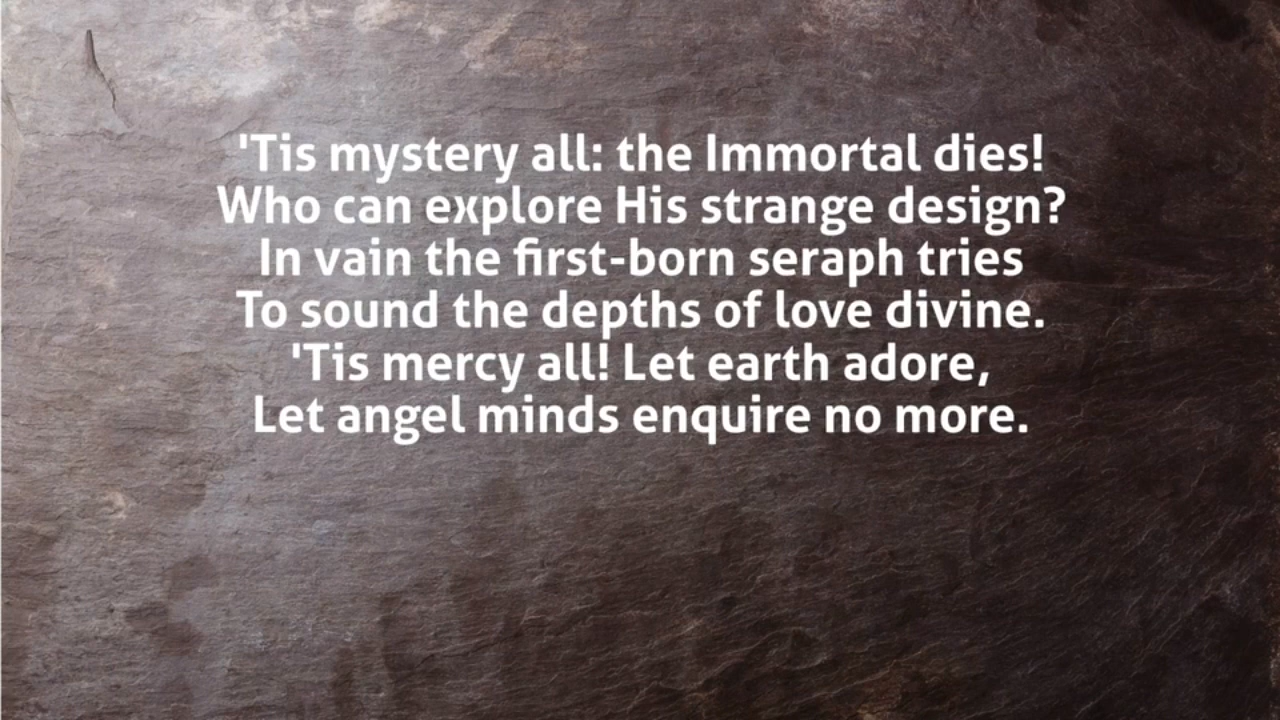 'Tis mystery all: the Immortal dies!
Who can explore His strange design?
In vain the first-born seraph tries
To sound the depths of love divine.
'Tis mercy all! Let earth adore,
Let angel minds enquire no more.